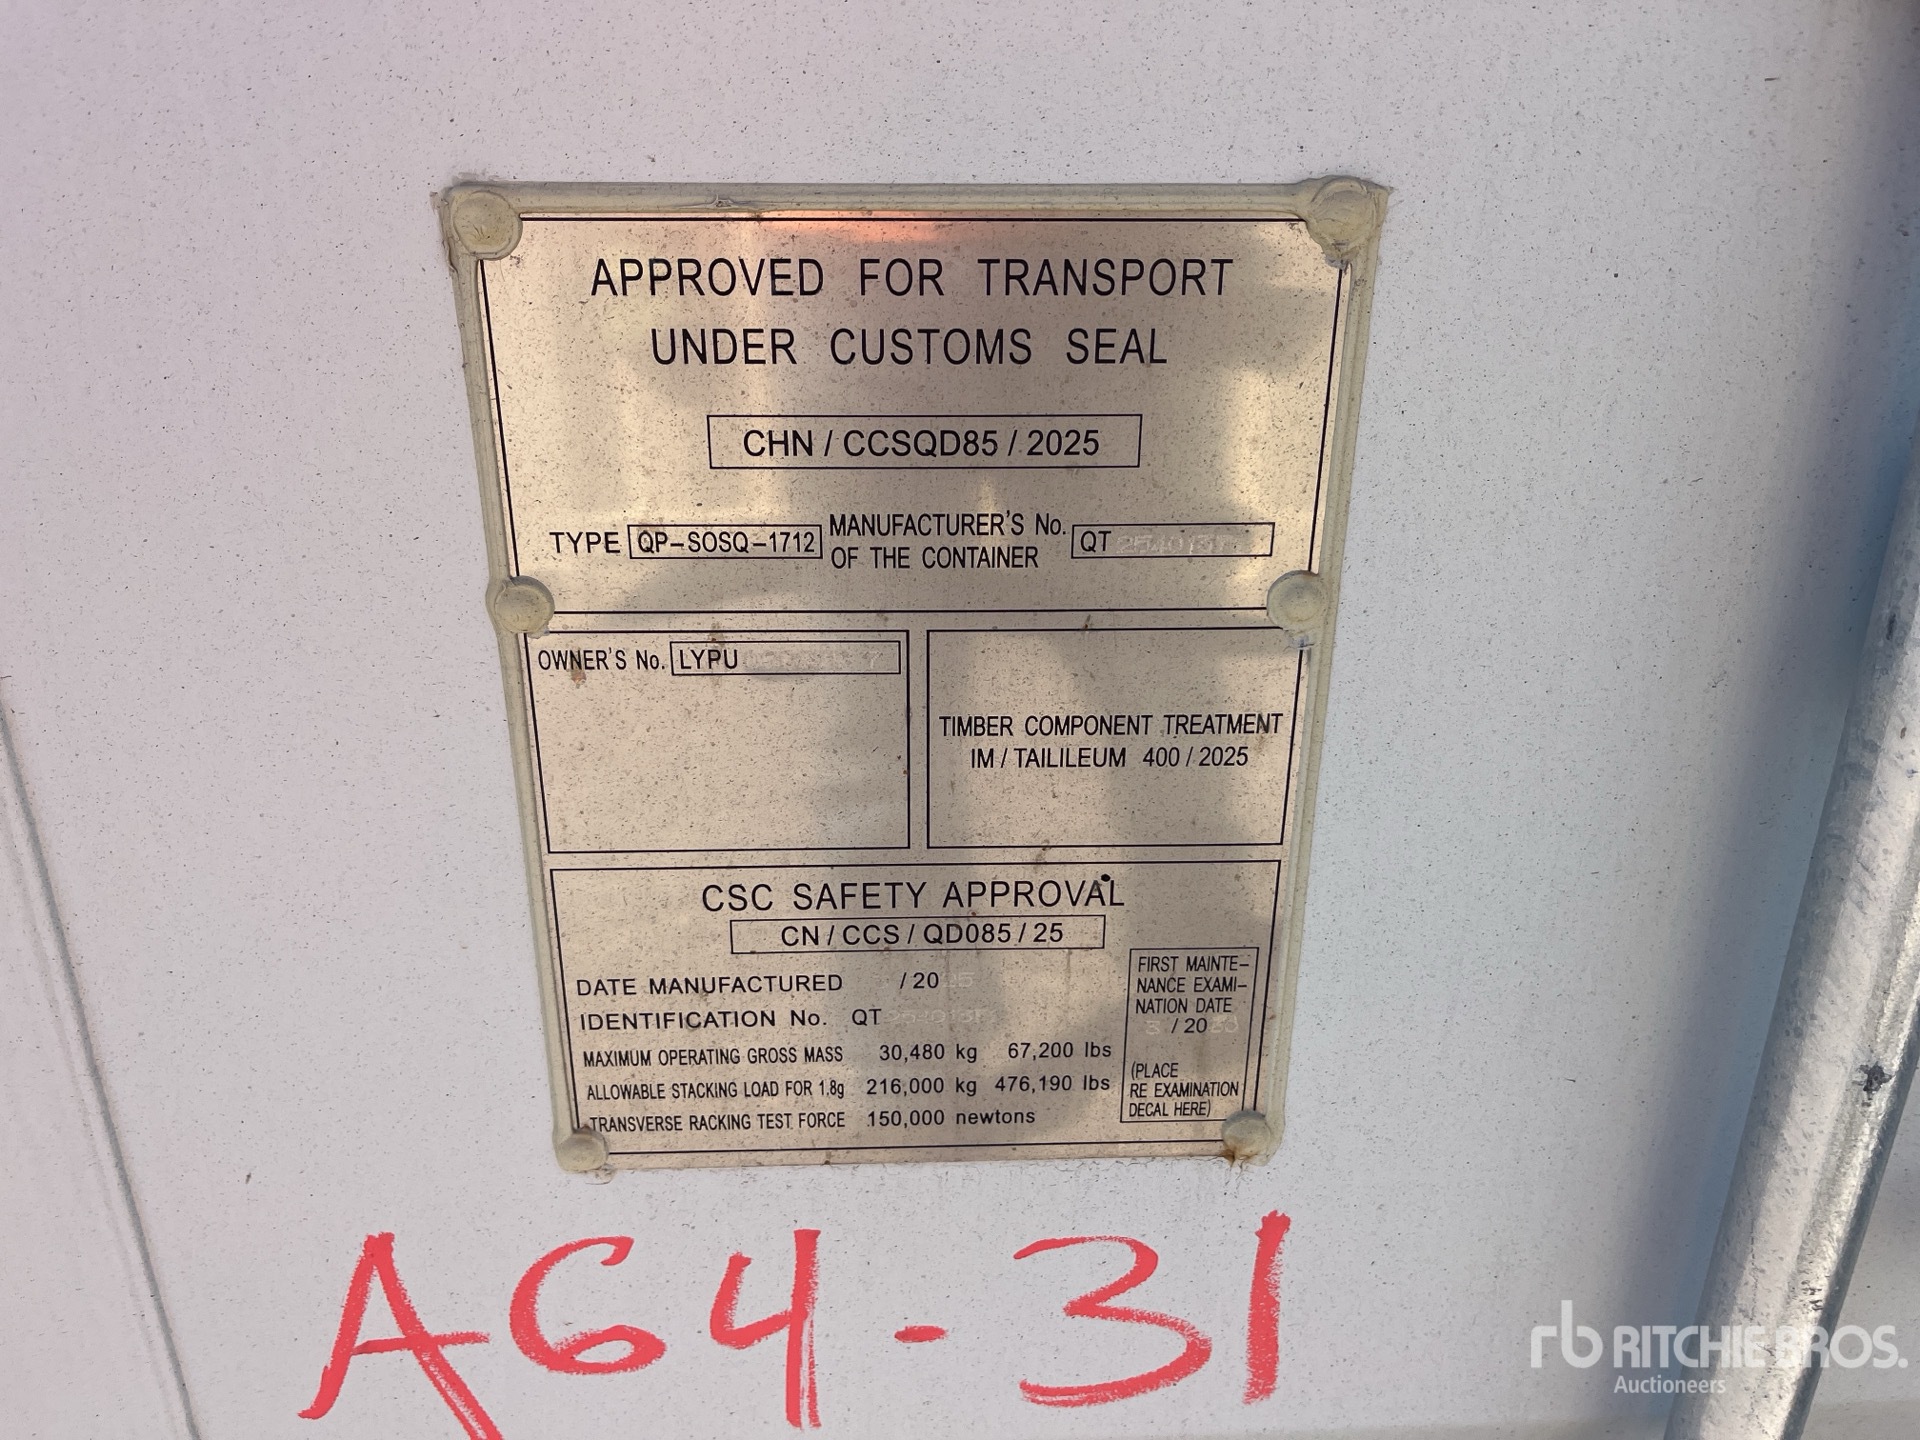 APPROVED FOR TRANSPORT
UNDER CUSTOMS SEAL
CHN / CCSQD85 / 2025
TYPE QP-SOSQ-1712 MANUFACTURER'S No. OF THE CONTAINER QT
OWNER'S No. LYPU
TIMBER COMPONENT TREATMENT
IM / TAILILEUM 400 / 2025
CSC SAFETY APPROVAL
CN / CCS / QD085 / 25
DATE MANUFACTURED / 20
IDENTIFICATION No. QT
MAXIMUM OPERATING GROSS MASS 30,480 kg 67,200 lbs
ALLOWABLE STACKING LOAD FOR 1.8g 216,000 kg 476,190 lbs
TRANSVERSE RACKING TEST FORCE 150,000 newtons
FIRST MAINTE-
NANCE EXAMI-
NATION DATE
/ 20
(PLACE
RE EXAMINATION
DECAL HERE)
A64-31
rb RITCHIE BROS.
Auctioneers